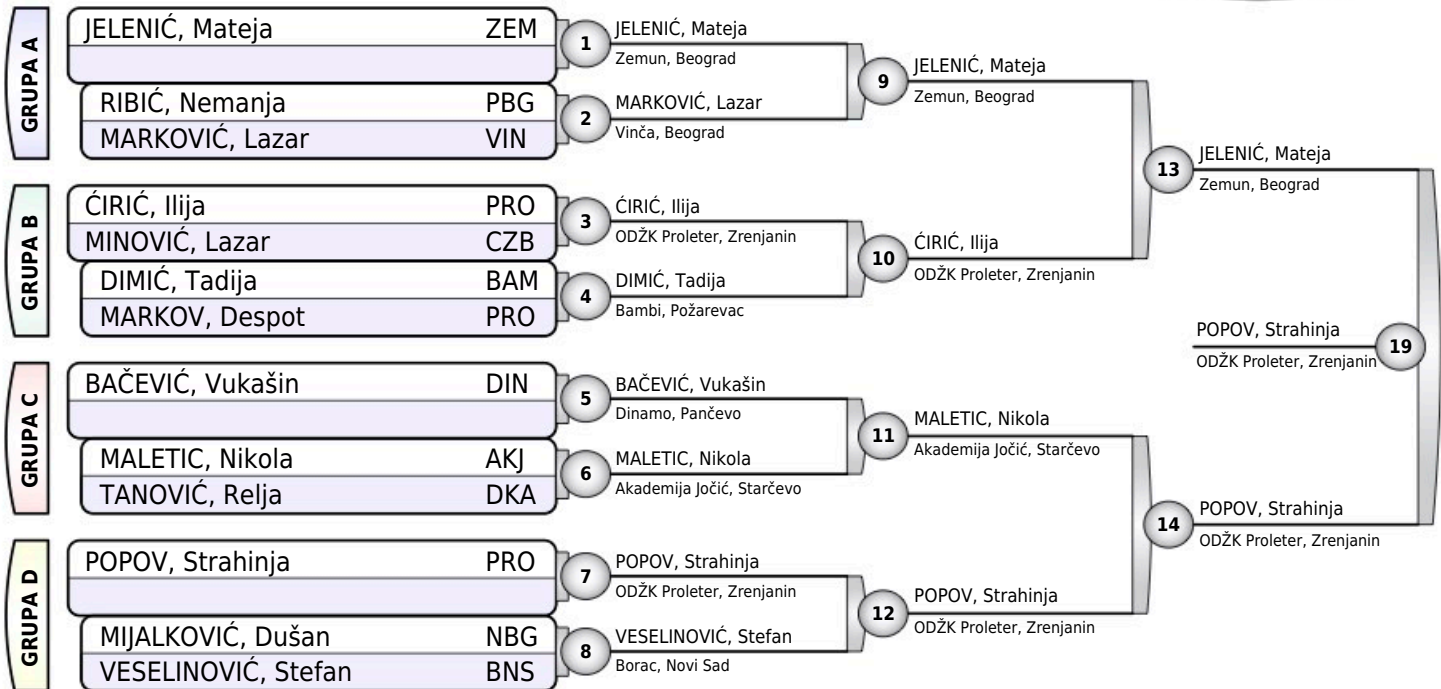 GRUPA A
JELENIĆ, Mateja ZEM
RIBIĆ, Nemanja PBG
MARKOVIĆ, Lazar VIN
1
JELENIĆ, Mateja
Zemun, Beograd
2
MARKOVIĆ, Lazar
Vinča, Beograd
9
JELENIĆ, Mateja
Zemun, Beograd
GRUPA B
ĆIRIĆ, Ilija PRO
MINOVIĆ, Lazar CZB
DIMIĆ, Tadija BAM
MARKOV, Despot PRO
3
ĆIRIĆ, Ilija
ODŽK Proleter, Zrenjanin
4
DIMIĆ, Tadija
Bambi, Požarevac
10
ĆIRIĆ, Ilija
ODŽK Proleter, Zrenjanin
13
JELENIĆ, Mateja
Zemun, Beograd
GRUPA C
BAČEVIĆ, Vukašin DIN
MALETIC, Nikola AKJ
TANOVIĆ, Relja DKA
5
BAČEVIĆ, Vukašin
Dinamo, Pančevo
6
MALETIC, Nikola
Akademija Jočić, Starčevo
11
MALETIC, Nikola
Akademija Jočić, Starčevo
GRUPA D
POPOV, Strahinja PRO
MIJALKOVIĆ, Dušan NBG
VESELINOVIĆ, Stefan BNS
7
POPOV, Strahinja
ODŽK Proleter, Zrenjanin
8
VESELINOVIĆ, Stefan
Borac, Novi Sad
12
POPOV, Strahinja
ODŽK Proleter, Zrenjanin
14
POPOV, Strahinja
ODŽK Proleter, Zrenjanin
POPOV, Strahinja
ODŽK Proleter, Zrenjanin
19